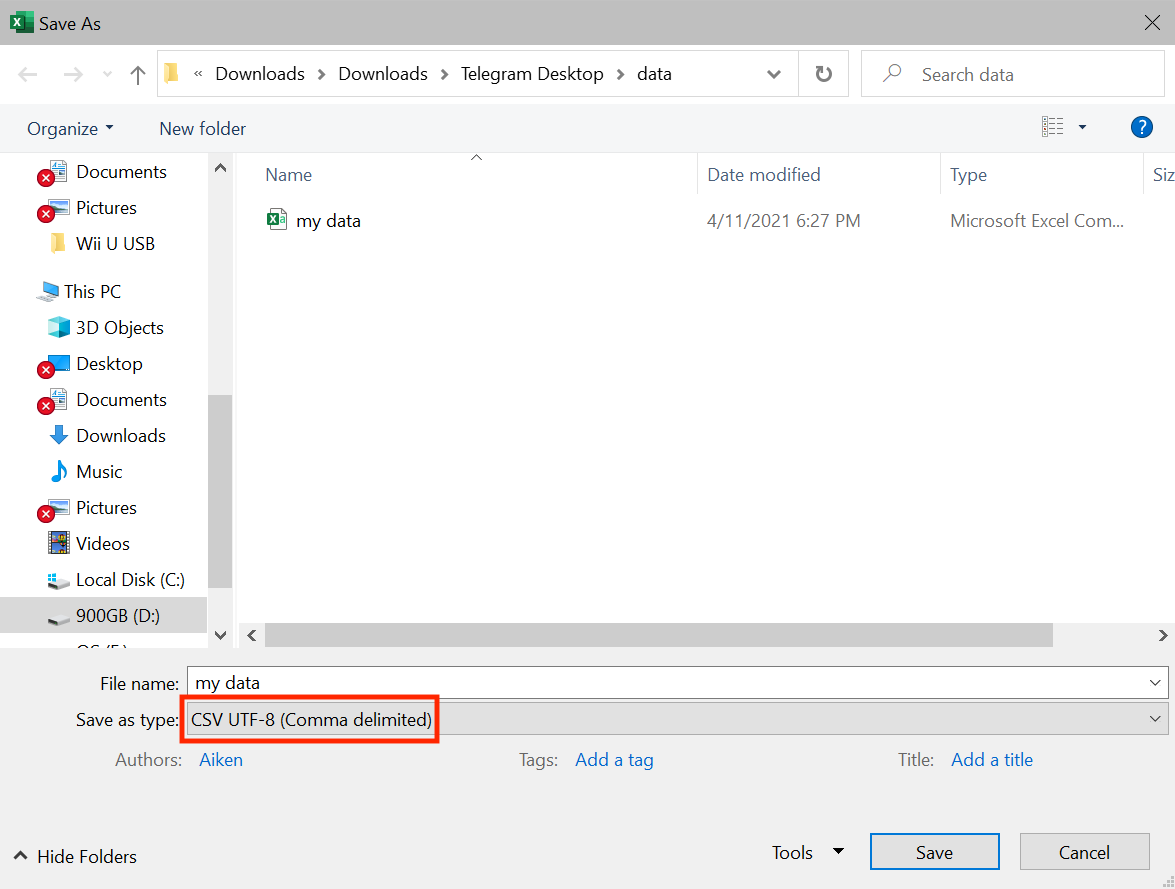 Save As
« Downloads > Downloads > Telegram Desktop > data
Search data
Organize
New folder
?
Documents
Pictures
Wii U USB
This PC
3D Objects
Desktop
Documents
Downloads
Music
Pictures
Videos
Local Disk (C:)
900GB (D:)
Name
Date modified
Type
Siz
my data
4/11/2021 6:27 PM
Microsoft Excel Com...
File name: my data
Save as type: CSV UTF-8 (Comma delimited)
Authors: Aiken
Tags: Add a tag
Title: Add a title
Hide Folders
Tools
Save
Cancel